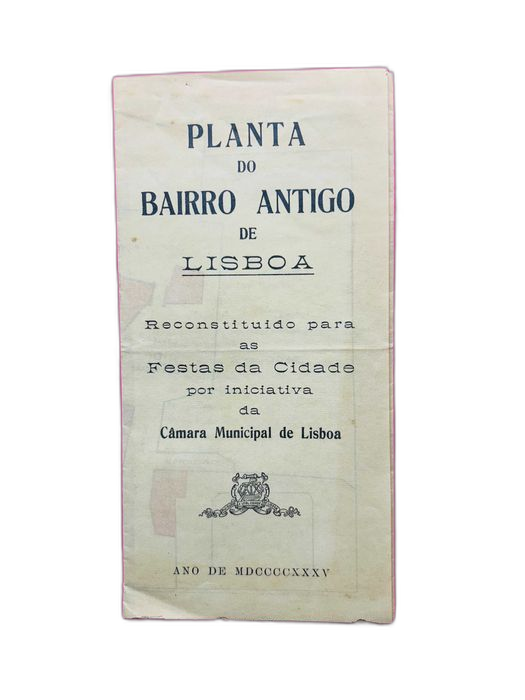 PLANTA
DO
BAIRRO ANTIGO
DE
LISBOA
Reconstituido para
as
Festas da Cidade
por iniciativa
da
Câmara Municipal de Lisboa
ANO DE MDCCCCXXXV